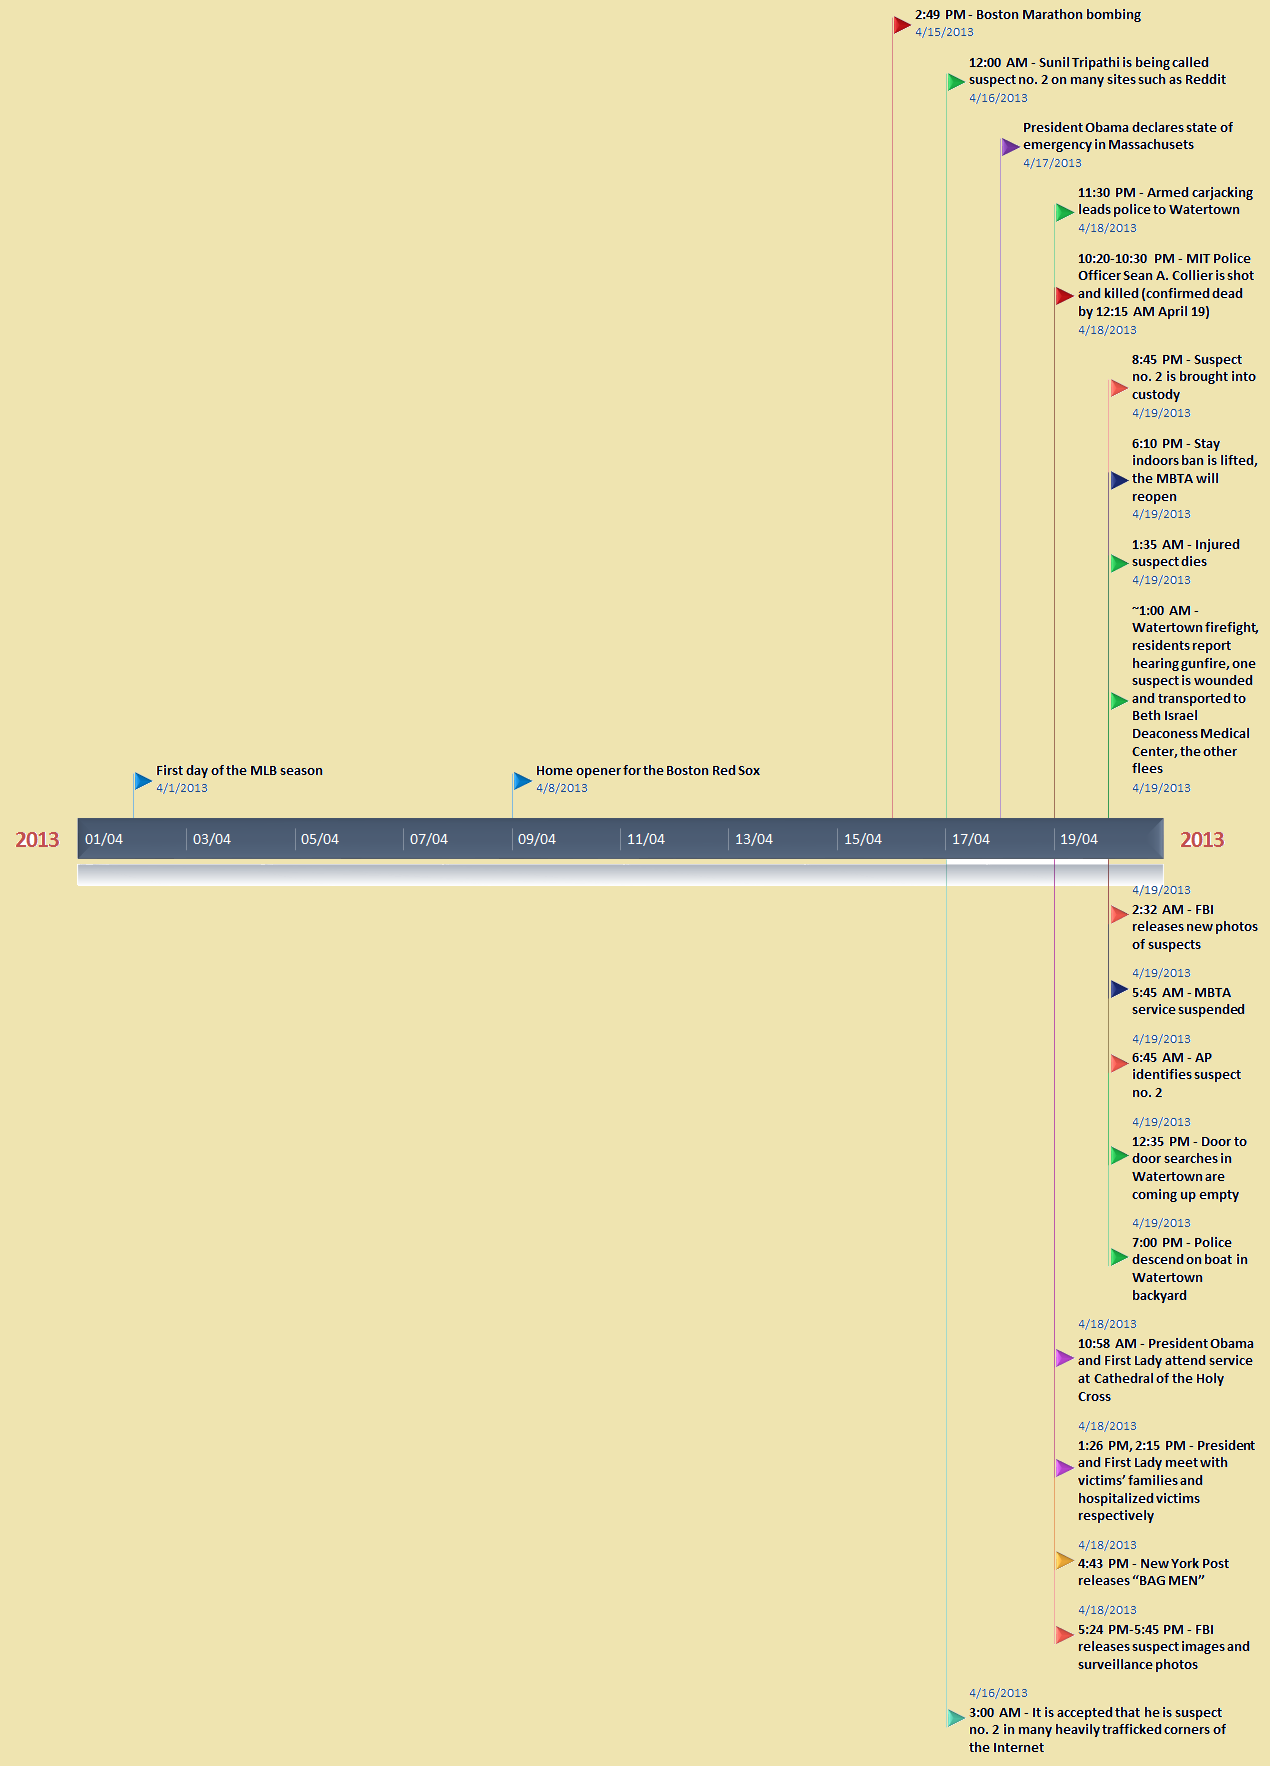 2:49 PM - Boston Marathon bombing
4/15/2013
12:00 AM - Sunil Tripathi is being called
suspect no. 2 on many sites such as Reddit
4/16/2013
President Obama declares state of
emergency in Massachusets
4/17/2013
11:30 PM - Armed carjacking
leads police to Watertown
4/18/2013
10:20-10:30 PM - MIT Police
Officer Sean A. Collier is shot
and killed (confirmed dead
by 12:15 AM April 19)
4/18/2013
8:45 PM - Suspect
no. 2 is brought into
custody
4/19/2013
6:10 PM - Stay
indoors ban is lifted,
the MBTA will
reopen
4/19/2013
1:35 AM - Injured
suspect dies
4/19/2013
~1:00 AM -
Watertown firefight,
residents report
hearing gunfire, one
suspect is wounded
and transported to
Beth Israel
Deaconess Medical
Center, the other
flees
4/19/2013
First day of the MLB season
4/1/2013
Home opener for the Boston Red Sox
4/8/2013
2013 01/04 03/04 05/04 07/04 09/04 11/04 13/04 15/04 17/04 19/04 2013
4/19/2013
2:32 AM - FBI
releases new photos
of suspects
4/19/2013
5:45 AM - MBTA
service suspended
4/19/2013
6:45 AM - AP
identifies suspect
no. 2
4/19/2013
12:35 PM - Door to
door searches in
Watertown are
coming up empty
4/19/2013
7:00 PM - Police
descend on boat in
Watertown
backyard
4/18/2013
10:58 AM - President Obama
and First Lady attend service
at Cathedral of the Holy
Cross
4/18/2013
1:26 PM, 2:15 PM - President
and First Lady meet with
victims’ families and
hospitalized victims
respectively
4/18/2013
4:43 PM - New York Post
releases “BAG MEN”
4/18/2013
5:24 PM-5:45 PM - FBI
releases suspect images and
surveillance photos
4/16/2013
3:00 AM - It is accepted that he is suspect
no. 2 in many heavily trafficked corners of
the Internet